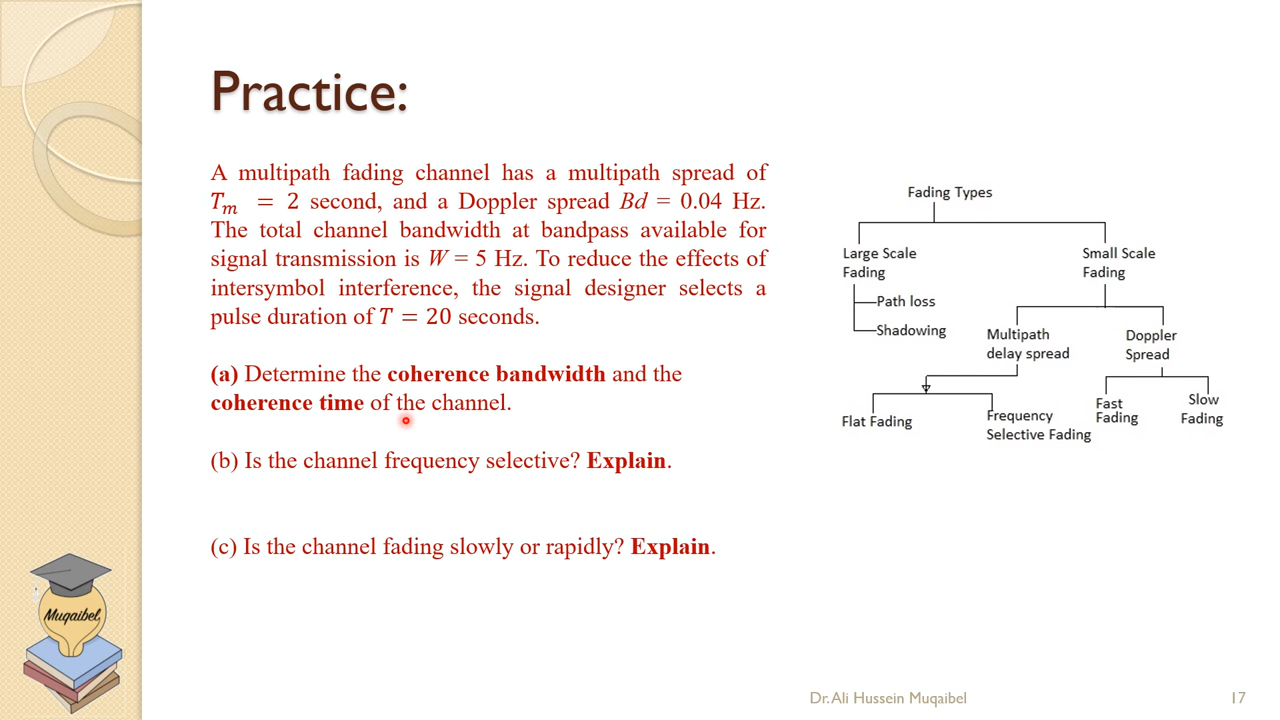 Practice:
A multipath fading channel has a multipath spread of
Tₘ = 2 second, and a Doppler spread Bd = 0.04 Hz.
The total channel bandwidth at bandpass available for
signal transmission is W = 5 Hz. To reduce the effects of
intersymbol interference, the signal designer selects a
pulse duration of T = 20 seconds.
(a) Determine the coherence bandwidth and the
coherence time of the channel.
(b) Is the channel frequency selective? Explain.
(c) Is the channel fading slowly or rapidly? Explain.
Fading Types
Large Scale
Fading
Path loss
Shadowing
Small Scale
Fading
Multipath
delay spread
Flat Fading
Frequency
Selective Fading
Doppler
Spread
Fast
Fading
Slow
Fading
Muqaibel
Dr. Ali Hussein Muqaibel
17